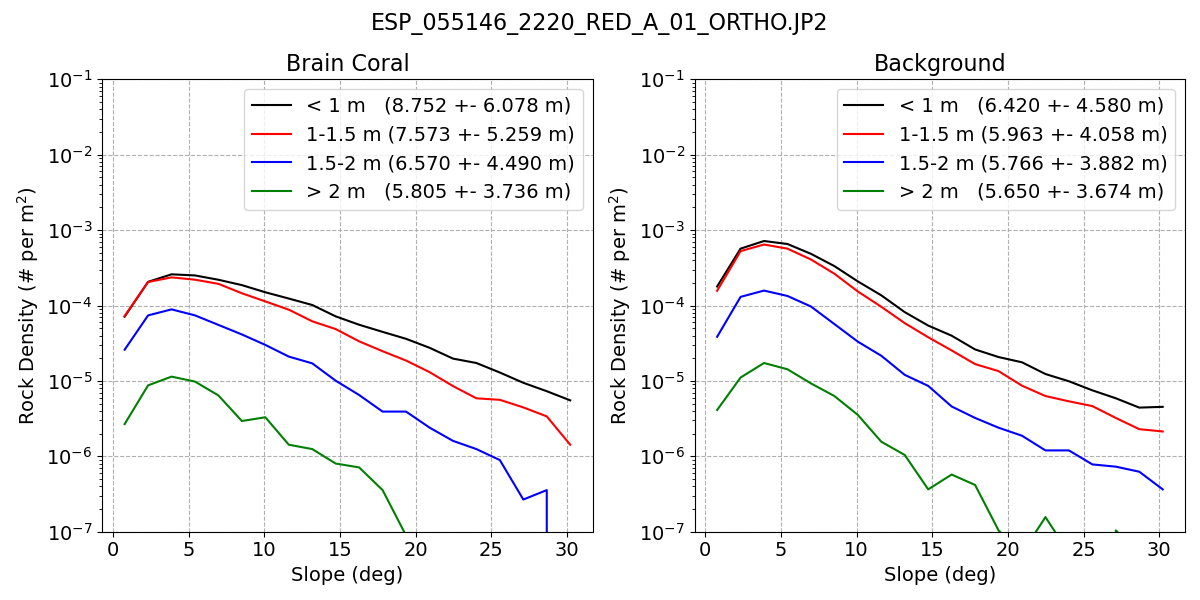 ESP_055146_2220_RED_A_01_ORTHO.JP2
Brain Coral
< 1 m (8.752 +- 6.078 m)
1-1.5 m (7.573 +- 5.259 m)
1.5-2 m (6.570 +- 4.490 m)
> 2 m (5.805 +- 3.736 m)
Rock Density (# per m²)
10⁻¹
10⁻²
10⁻³
10⁻⁴
10⁻⁵
10⁻⁶
10⁻⁷
0 5 10 15 20 25 30
Slope (deg)
Background
< 1 m (6.420 +- 4.580 m)
1-1.5 m (5.963 +- 4.058 m)
1.5-2 m (5.766 +- 3.882 m)
> 2 m (5.650 +- 3.674 m)
Rock Density (# per m²)
10⁻¹
10⁻²
10⁻³
10⁻⁴
10⁻⁵
10⁻⁶
10⁻⁷
0 5 10 15 20 25 30
Slope (deg)